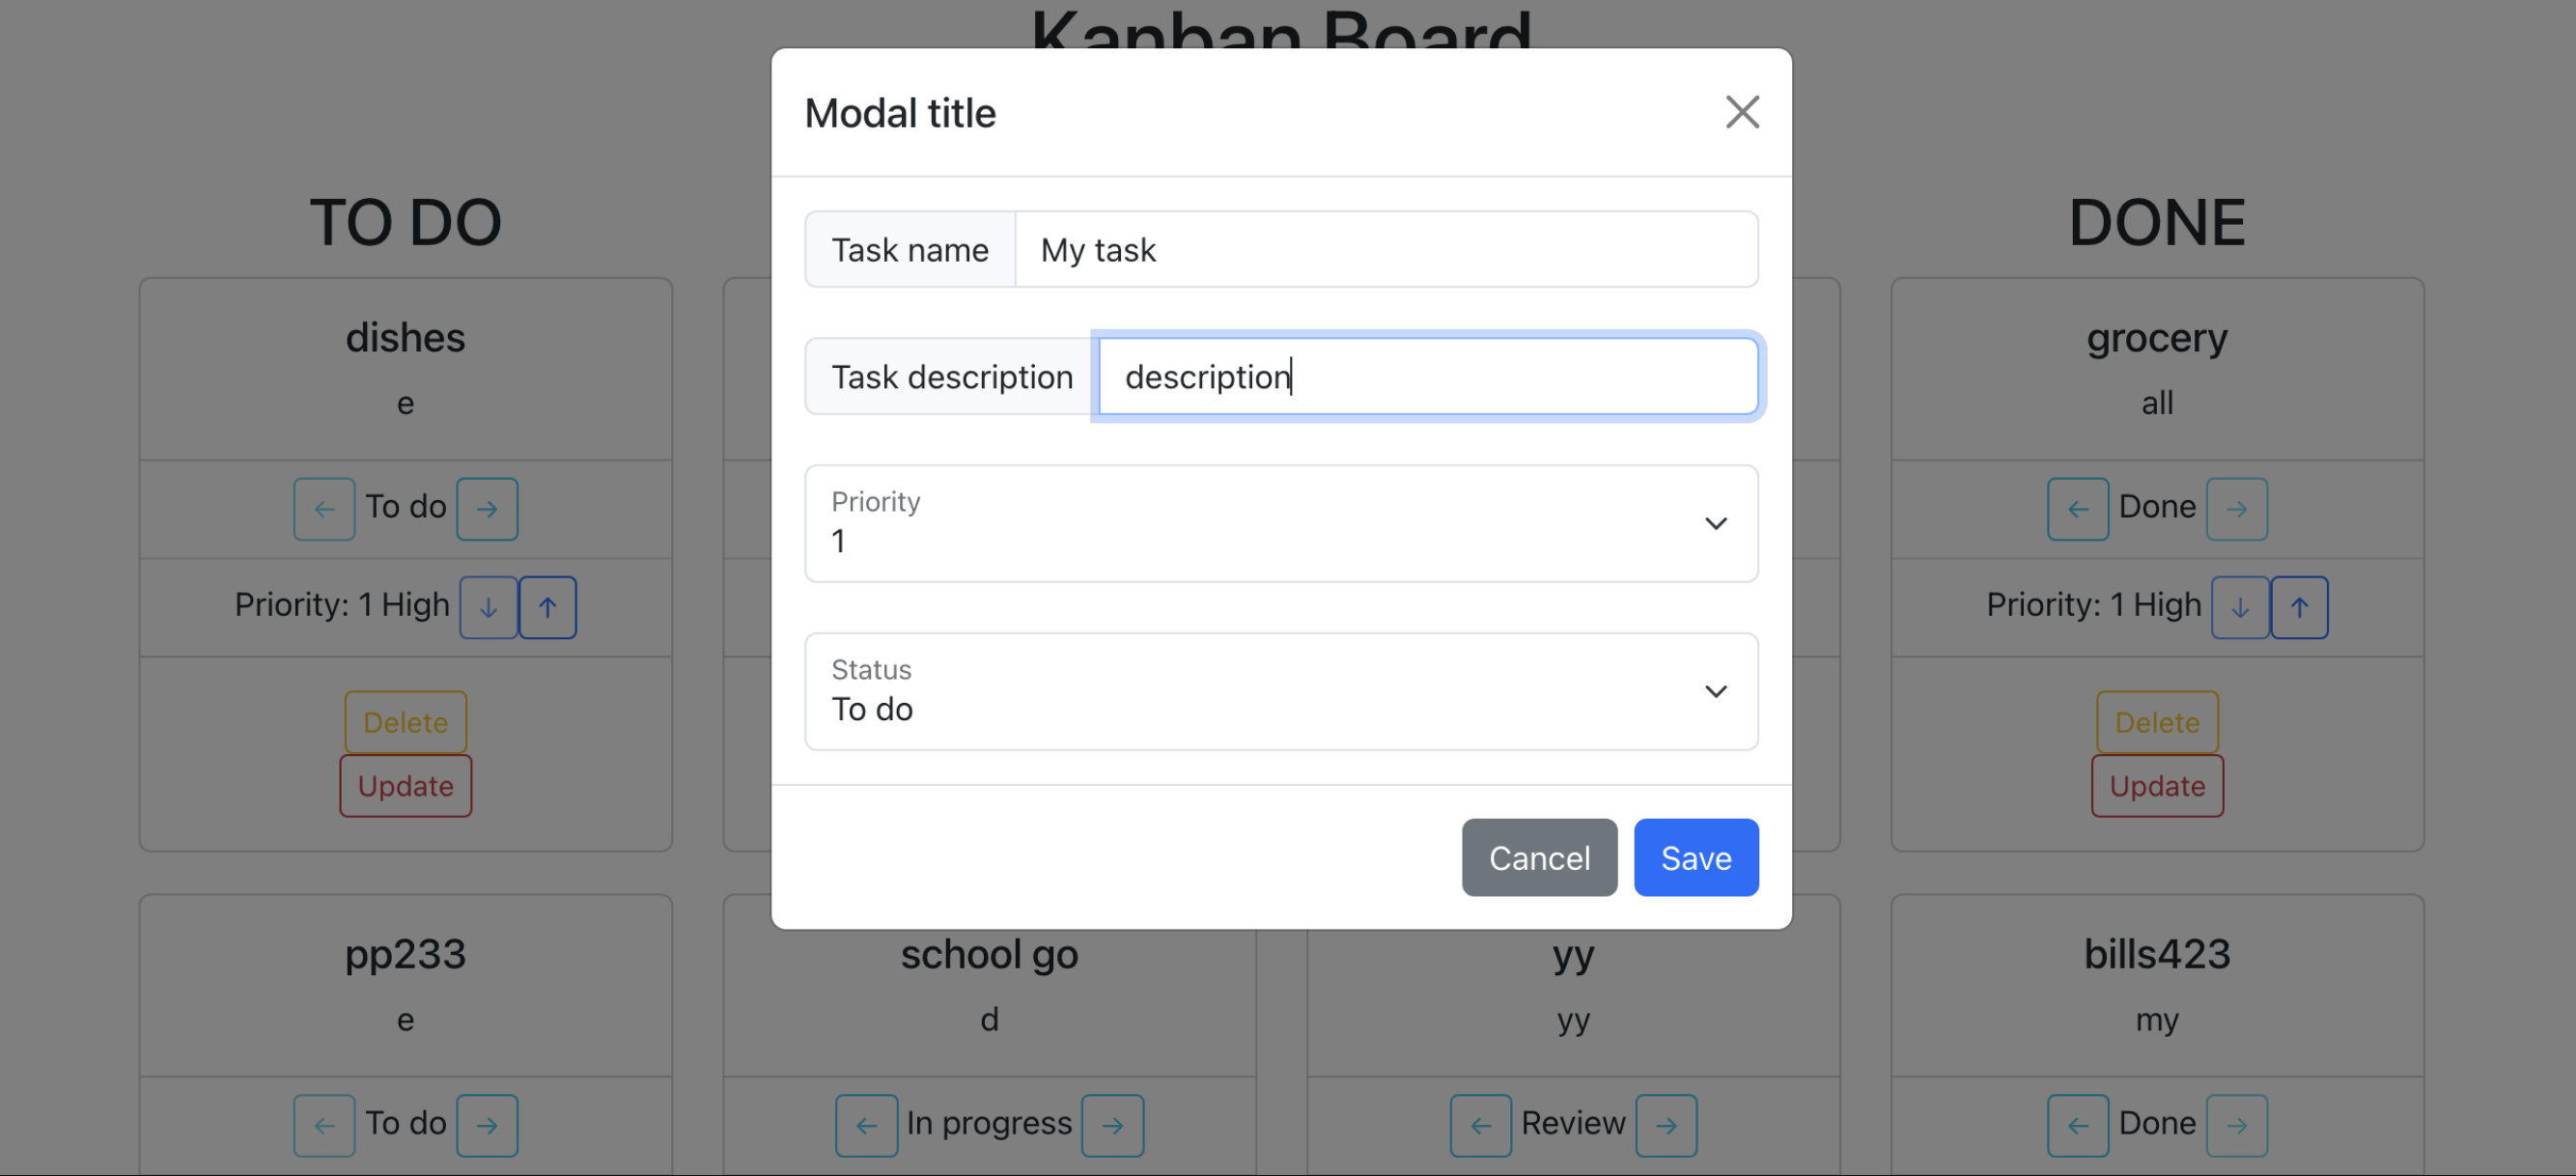 Kanban Board
Modal title
Task name My task
Task description description
Priority
1
Status
To do
Cancel Save
TO DO
dishes
e
← To do →
Priority: 1 High ↓ ↑
Delete
Update
pp233
e
← To do →
school go
d
← In progress →
yy
yy
← Review →
DONE
grocery
all
← Done →
Priority: 1 High ↓ ↑
Delete
Update
bills423
my
← Done →